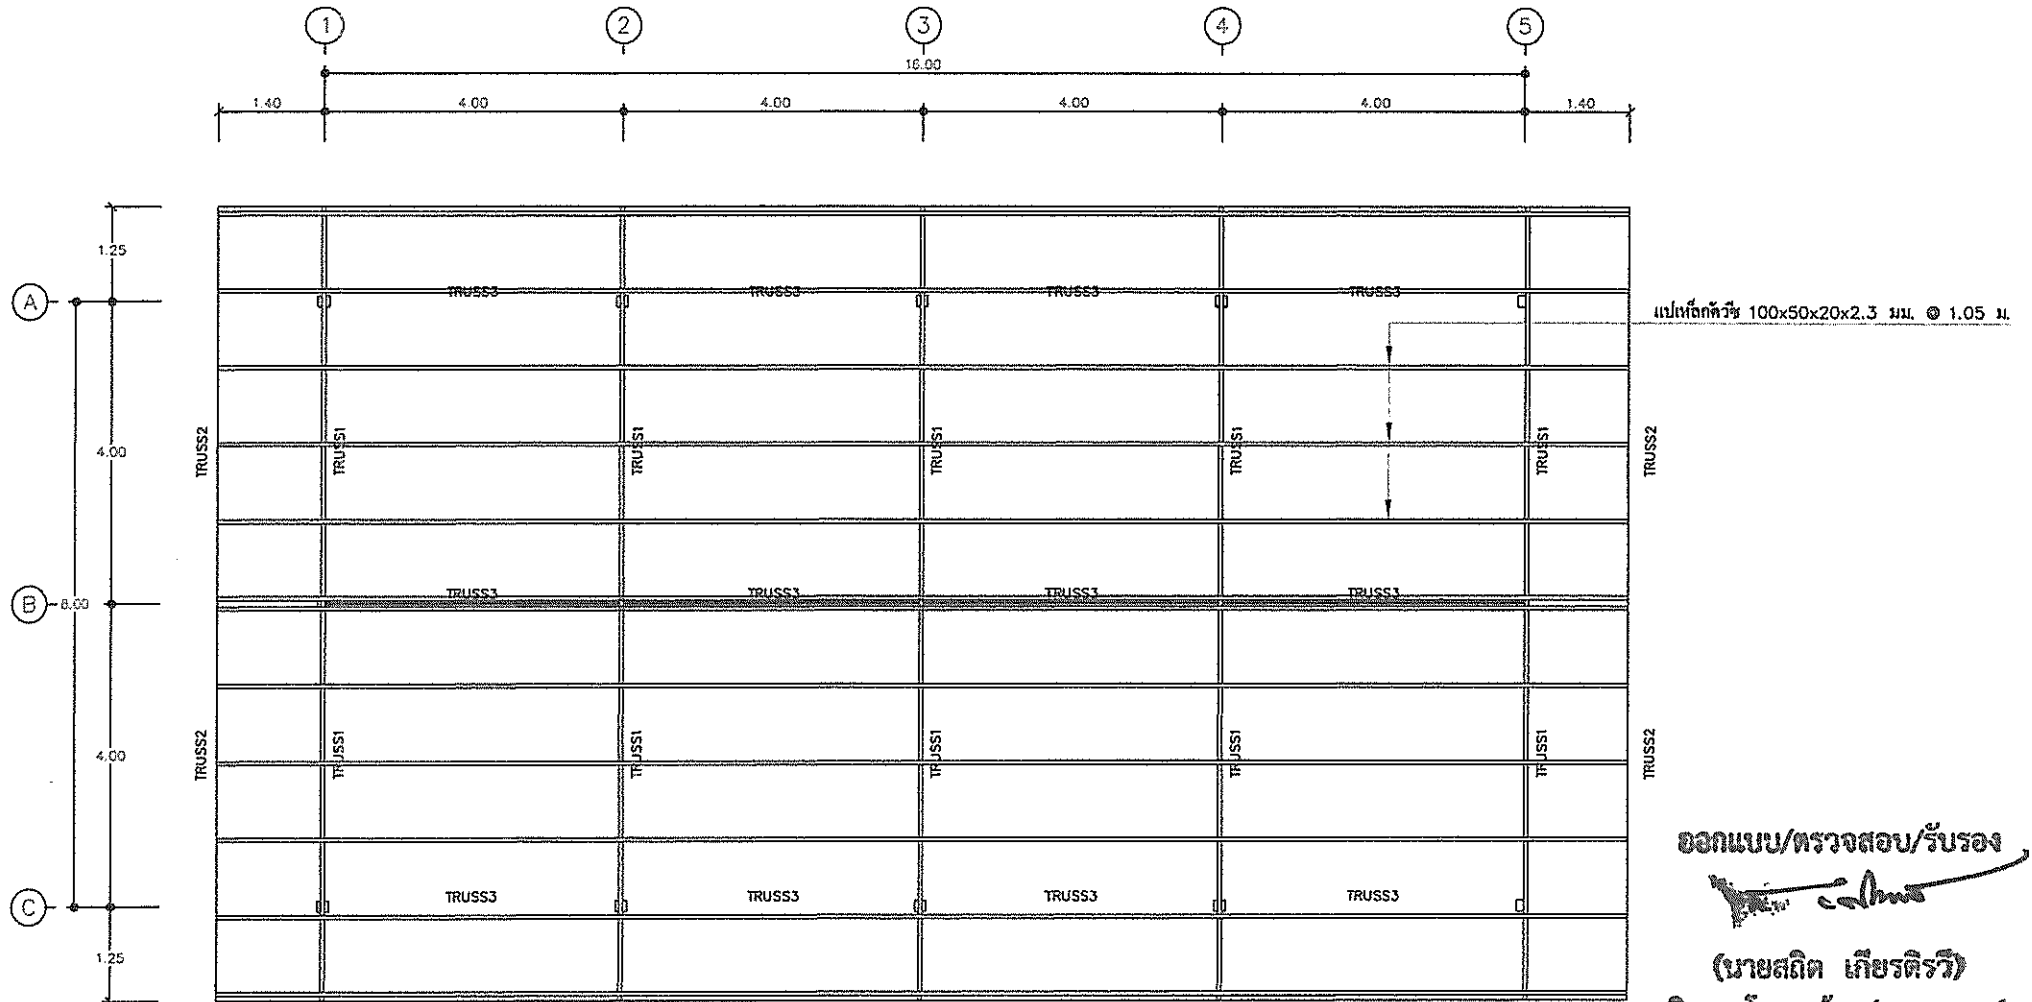 1 2 3 4 5
16.00
1.40 4.00 4.00 4.00 4.00 1.40
1.25
A
TRUSS3 TRUSS3 TRUSS3 TRUSS3
แปเหล็กตัวซี 100x50x20x2.3 มม. @ 1.05 ม.
4.00
TRUSS2 TRUSS1 TRUSS1 TRUSS1 TRUSS1 TRUSS1 TRUSS2
B 8.00
TRUSS3 TRUSS3 TRUSS3 TRUSS3
4.00
TRUSS2 TRUSS1 TRUSS1 TRUSS1 TRUSS1 TRUSS1 TRUSS2
ออกแบบ/ตรวจสอบ/รับรอง
C
TRUSS3 TRUSS3 TRUSS3 TRUSS3
1.25
(นายสถิต เกียรติรวี)